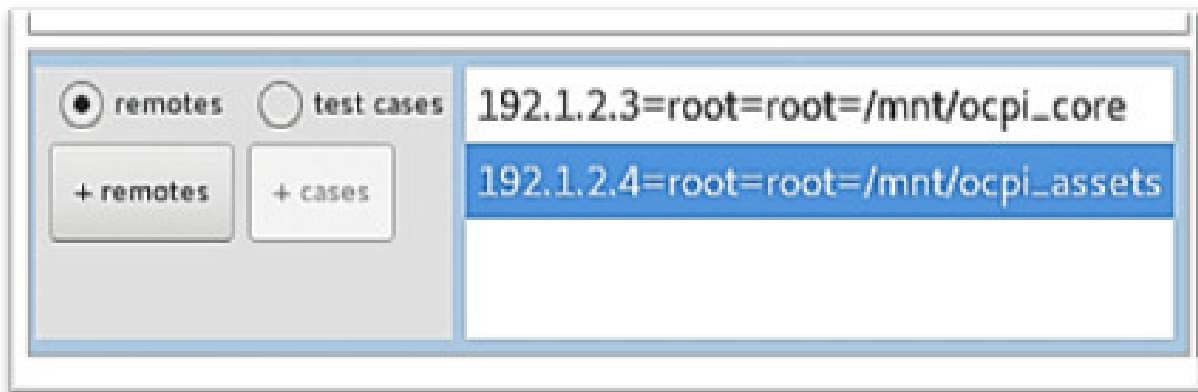 remotes test cases
+ remotes + cases
192.1.2.3=root=root=/mnt/ocpi_core
192.1.2.4=root=root=/mnt/ocpi_assets